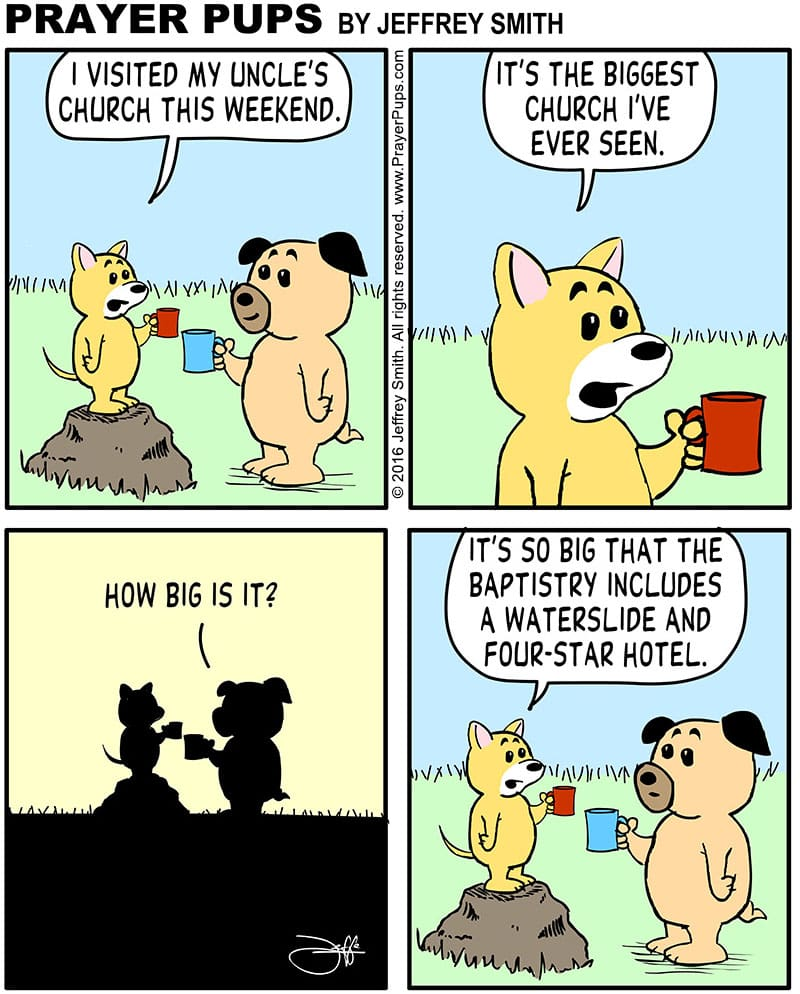 PRAYER PUPS BY JEFFREY SMITH
I VISITED MY UNCLE'S
CHURCH THIS WEEKEND.
© 2016 Jeffrey Smith. All rights reserved. www.PrayerPups.com
IT'S THE BIGGEST
CHURCH I'VE
EVER SEEN.
HOW BIG IS IT?
Jeff
IT'S SO BIG THAT THE
BAPTISTRY INCLUDES
A WATERSLIDE AND
FOUR-STAR HOTEL.